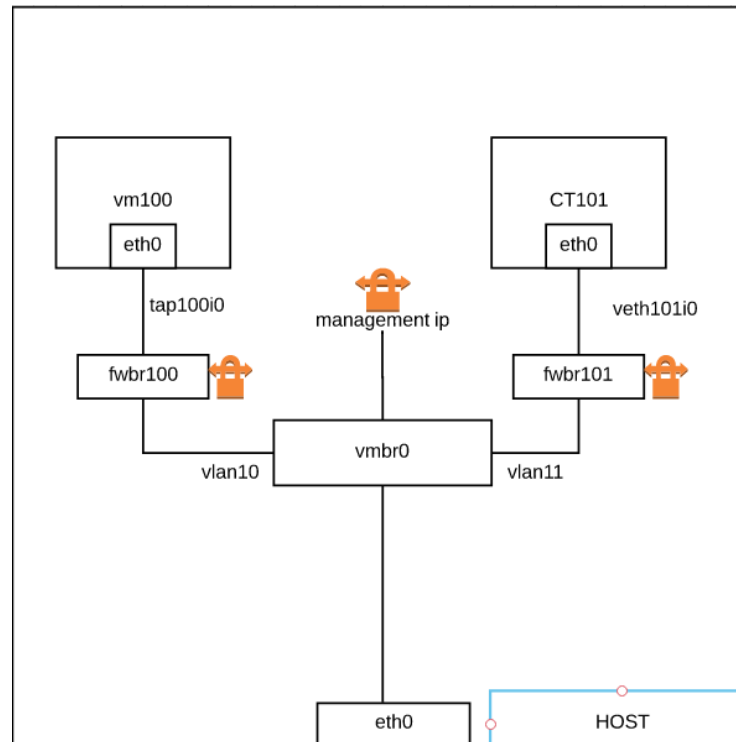 vm100
CT101
eth0
eth0
tap100i0
veth101i0
management ip
fwbr100
fwbr101
vmbr0
vlan10
vlan11
eth0
HOST